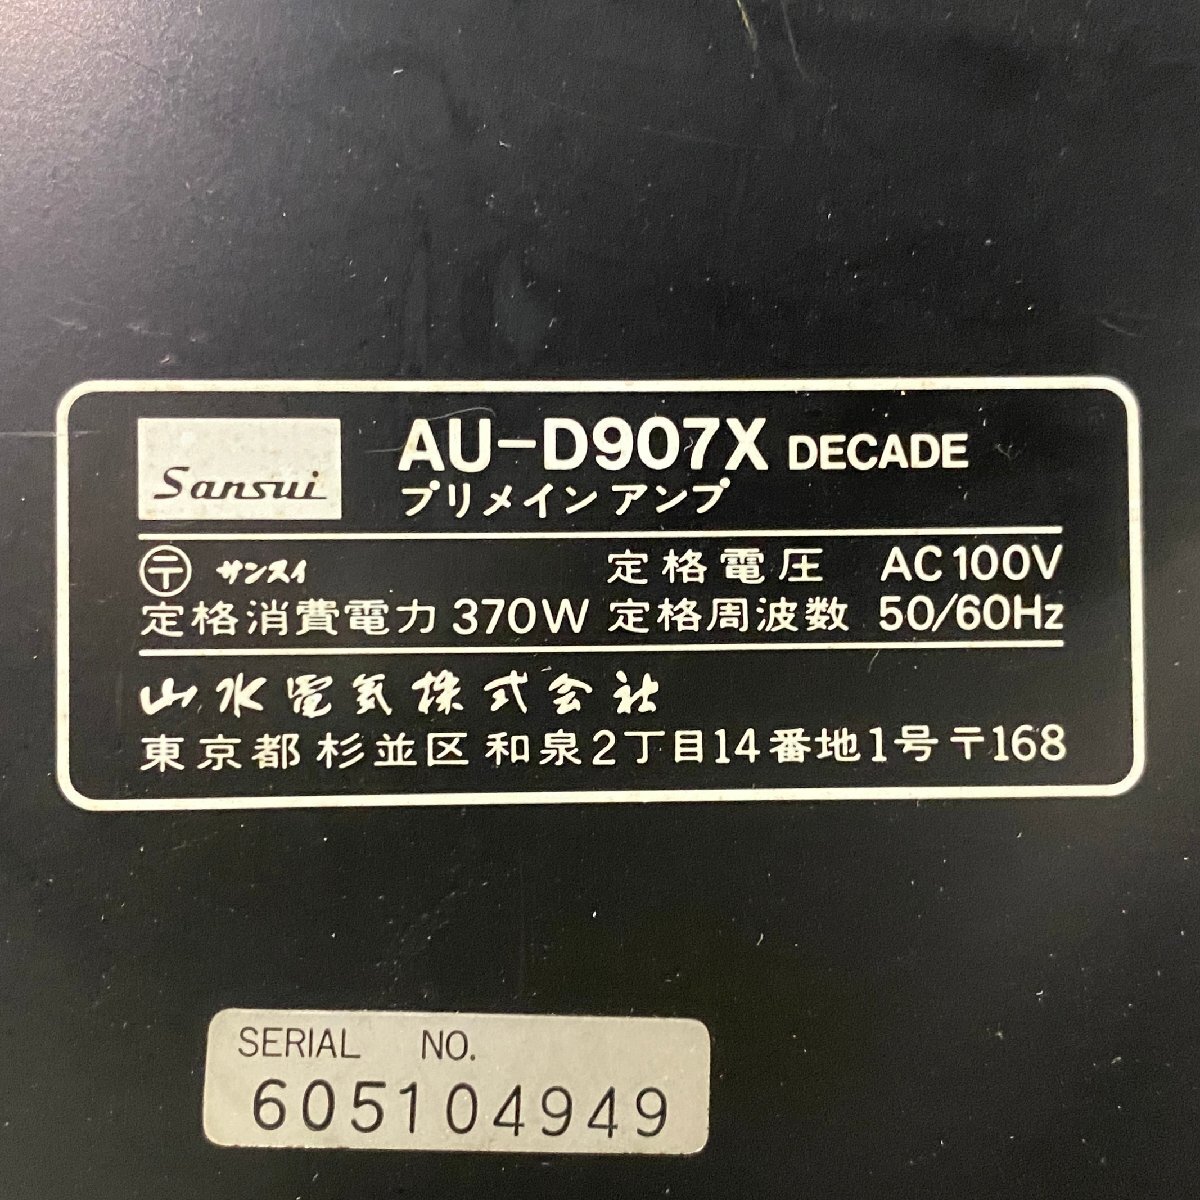 Sansui
AU-D907X DECADE
プリメイン アンプ
〶 サンスイ 定格電圧 AC100V
定格消費電力 370W 定格周波数 50/60Hz
山水電気株式会社
東京都 杉並区 和泉2丁目14番地1号〒168
SERIAL NO.
605104949